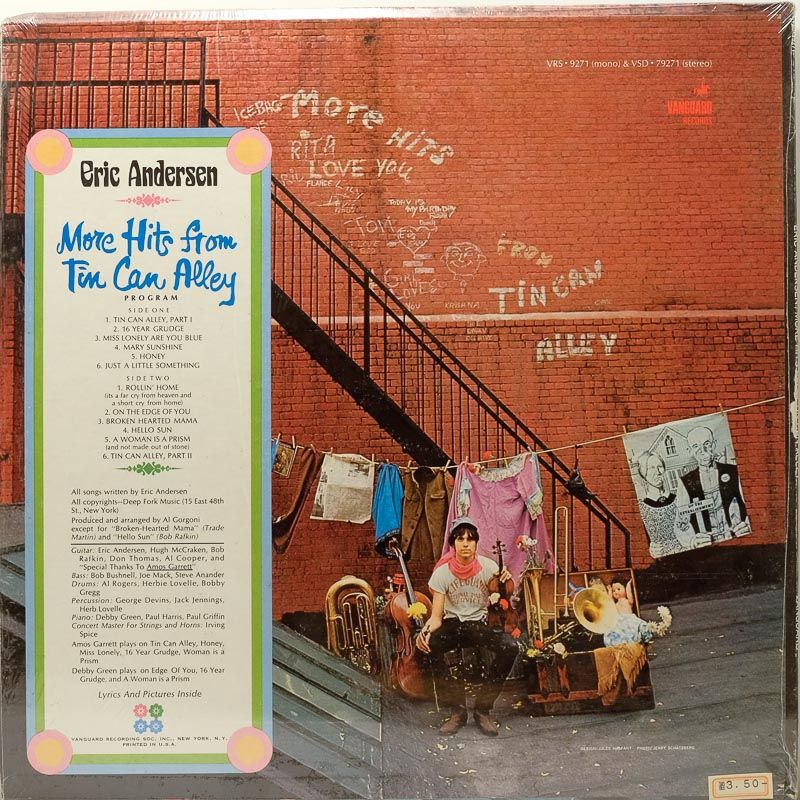 VRS • 9271 (mono) & VSD • 79271 (stereo)
VANGUARD
RECORDS
ICEBAG
More HiTS
RITA
LOVE YOU
TODAY IS
MY BIRTHDAY
TOM
FROM
TiN CAN
ALLEY
KRISHNA
Eric Andersen
More Hits from
Tin Can Alley
PROGRAM
SIDE ONE
1. TIN CAN ALLEY, PART I
2. 16 YEAR GRUDGE
3. MISS LONELY ARE YOU BLUE
4. MARY SUNSHINE
5. HONEY
6. JUST A LITTLE SOMETHING
SIDE TWO
1. ROLLIN' HOME
(its a far cry from heaven and
a short cry from home)
2. ON THE EDGE OF YOU
3. BROKEN HEARTED MAMA
4. HELLO SUN
5. A WOMAN IS A PRISM
(and not made out of stone)
6. TIN CAN ALLEY, PART II
All songs written by Eric Andersen
All copyrights—Deep Fork Music (15 East 48th
St., New York)
Produced and arranged by Al Gorgoni
except for "Broken-Hearted Mama" (Trade
Martin) and "Hello Sun" (Bob Rafkin)
Guitar: Eric Andersen, Hugh McCraken, Bob
Rafkin, Don Thomas, Al Cooper, and
"Special Thanks To Amos Garrett"
Bass: Bob Bushnell, Joe Mack, Steve Anander
Drums: Al Rogers, Herbie Lovelle, Bobby
Gregg
Percussion: George Devins, Jack Jennings,
Herb Lovelle
Piano: Debby Green, Paul Harris, Paul Griffin
Concert Master For Strings and Horns: Irving
Spice
Amos Garrett plays on Tin Can Alley, Honey,
Miss Lonely, 16 Year Grudge, Woman is a
Prism
Debby Green plays on Edge Of You, 16 Year
Grudge, and A Woman is a Prism
Lyrics And Pictures Inside
VANGUARD RECORDING SOC. INC., NEW YORK, N.Y.
PRINTED IN U.S.A.
3.50-